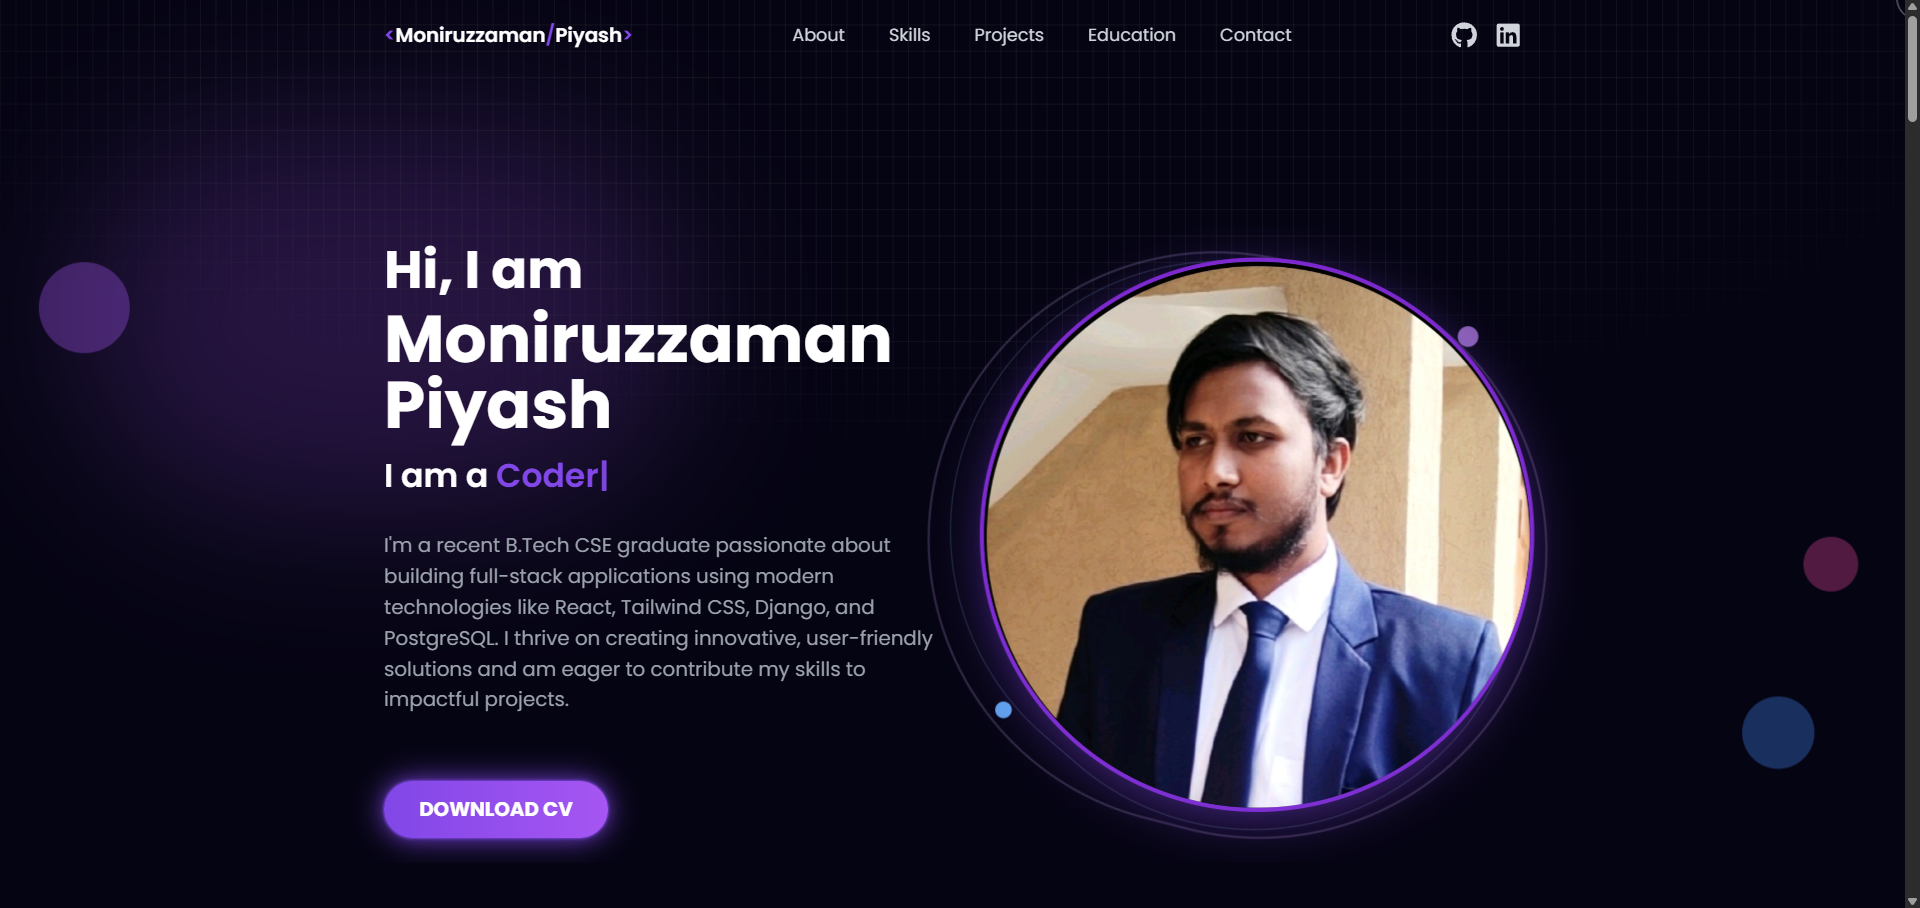 <Moniruzzaman/Piyash>
About
Skills
Projects
Education
Contact
in
Hi, I am
Moniruzzaman
Piyash
I am a Coder|
I'm a recent B.Tech CSE graduate passionate about
building full-stack applications using modern
technologies like React, Tailwind CSS, Django, and
PostgreSQL. I thrive on creating innovative, user-friendly
solutions and am eager to contribute my skills to
impactful projects.
DOWNLOAD CV